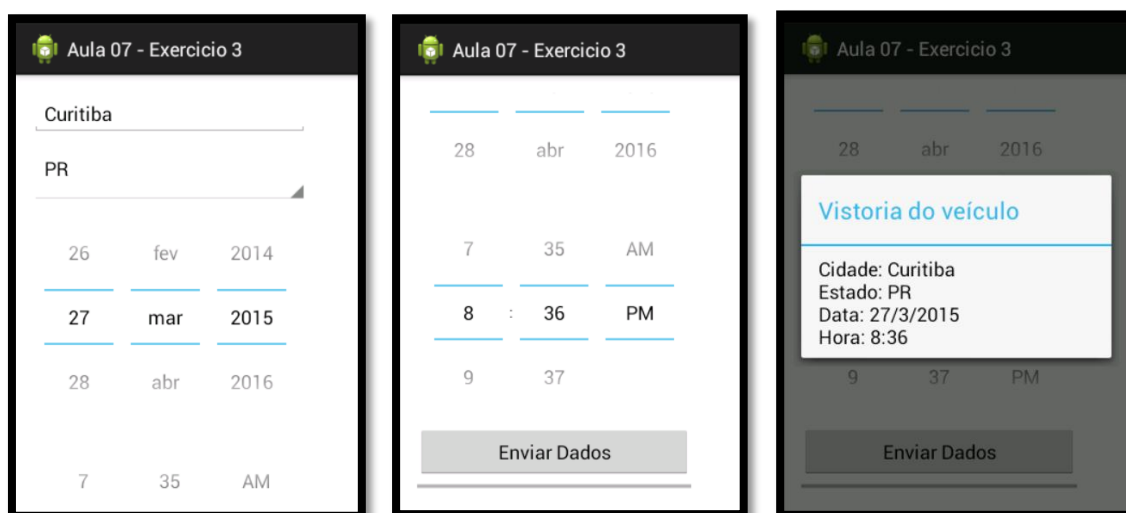 Aula 07 - Exercicio 3
Curitiba
PR
26 fev 2014
27 mar 2015
28 abr 2016
7 35 AM
Aula 07 - Exercicio 3
28 abr 2016
7 35 AM
8 : 36 PM
9 37
Enviar Dados
Aula 07 - Exercicio 3
28 abr 2016
Vistoria do veículo
Cidade: Curitiba
Estado: PR
Data: 27/3/2015
Hora: 8:36
9 37 PM
Enviar Dados